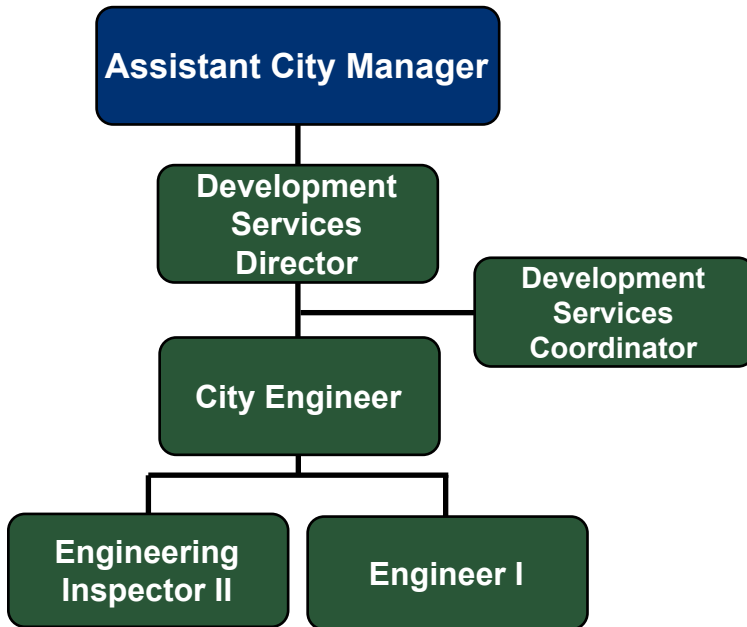 Assistant City Manager
Development
Services
Director
Development
Services
Coordinator
City Engineer
Engineering
Inspector II
Engineer I